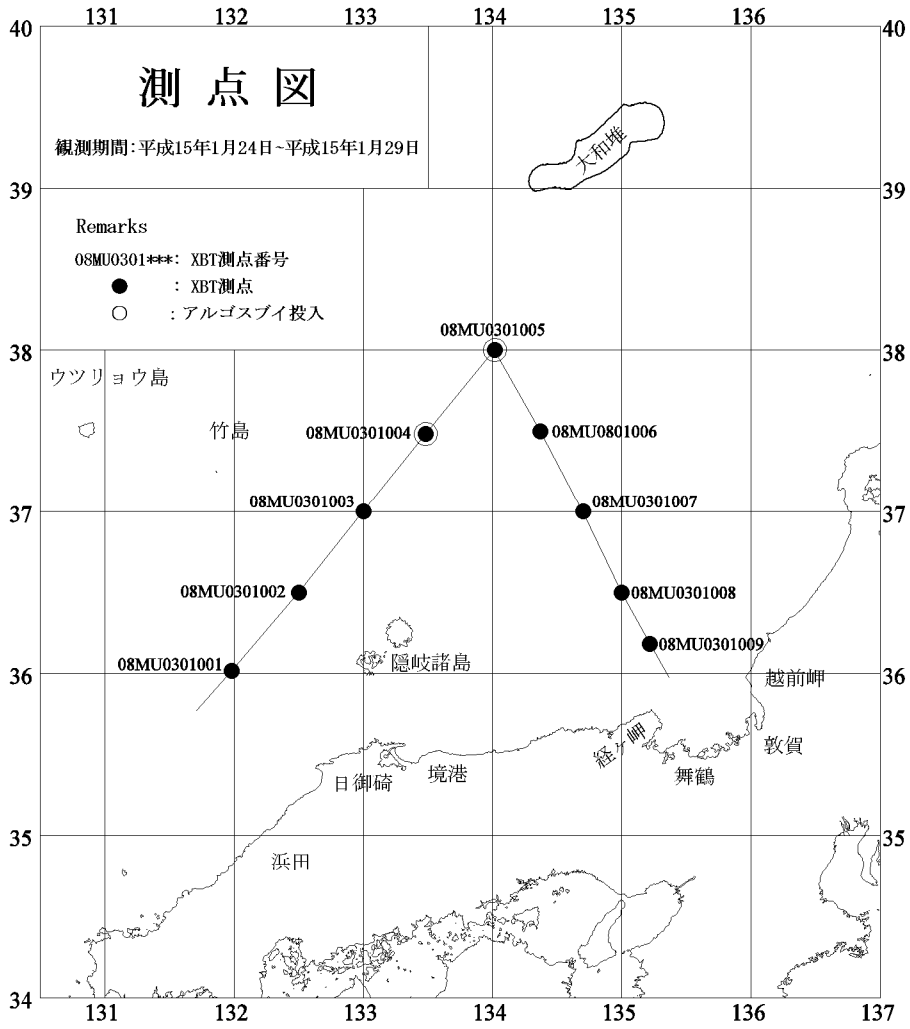 131 132 133 134 135 136
40 40
測点図
観測期間:平成15年1月24日~平成15年1月29日
大和堆
39 39
Remarks
08MU0301***: XBT測点番号
● : XBT測点
○ : アルゴスブイ投入
08MU0301005
38 38
ウツリョウ島
竹島
08MU0301004
08MU0801006
08MU0301003
08MU0301007
37 37
08MU0301002
08MU0301008
08MU0301009
08MU0301001
隠岐諸島
36 36
越前岬
経ヶ岬
敦賀
日御碕
境港
舞鶴
35 35
浜田
34 34
131 132 133 134 135 136 137